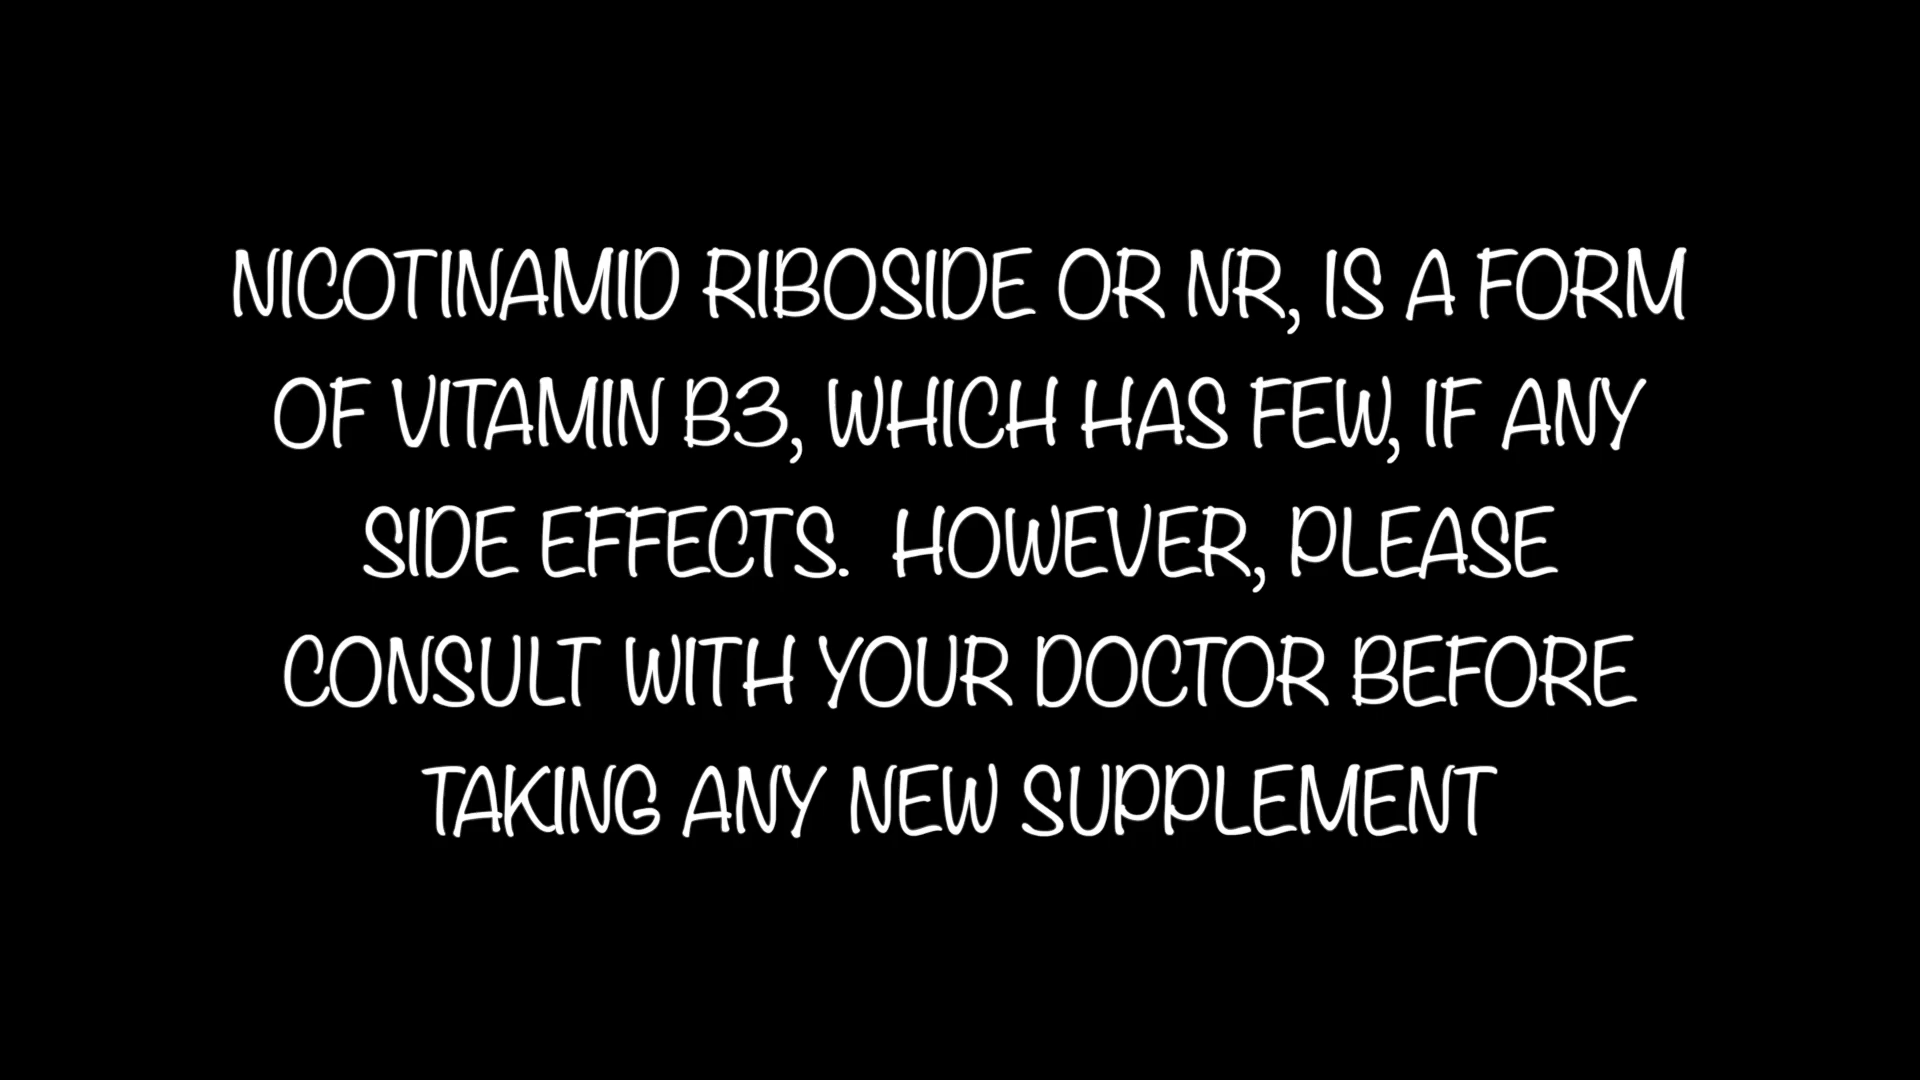 NICOTINAMID RIBOSIDE OR NR, IS A FORM
OF VITAMIN B3, WHICH HAS FEW, IF ANY
SIDE EFFECTS.  HOWEVER, PLEASE
CONSULT WITH YOUR DOCTOR BEFORE
TAKING ANY NEW SUPPLEMENT